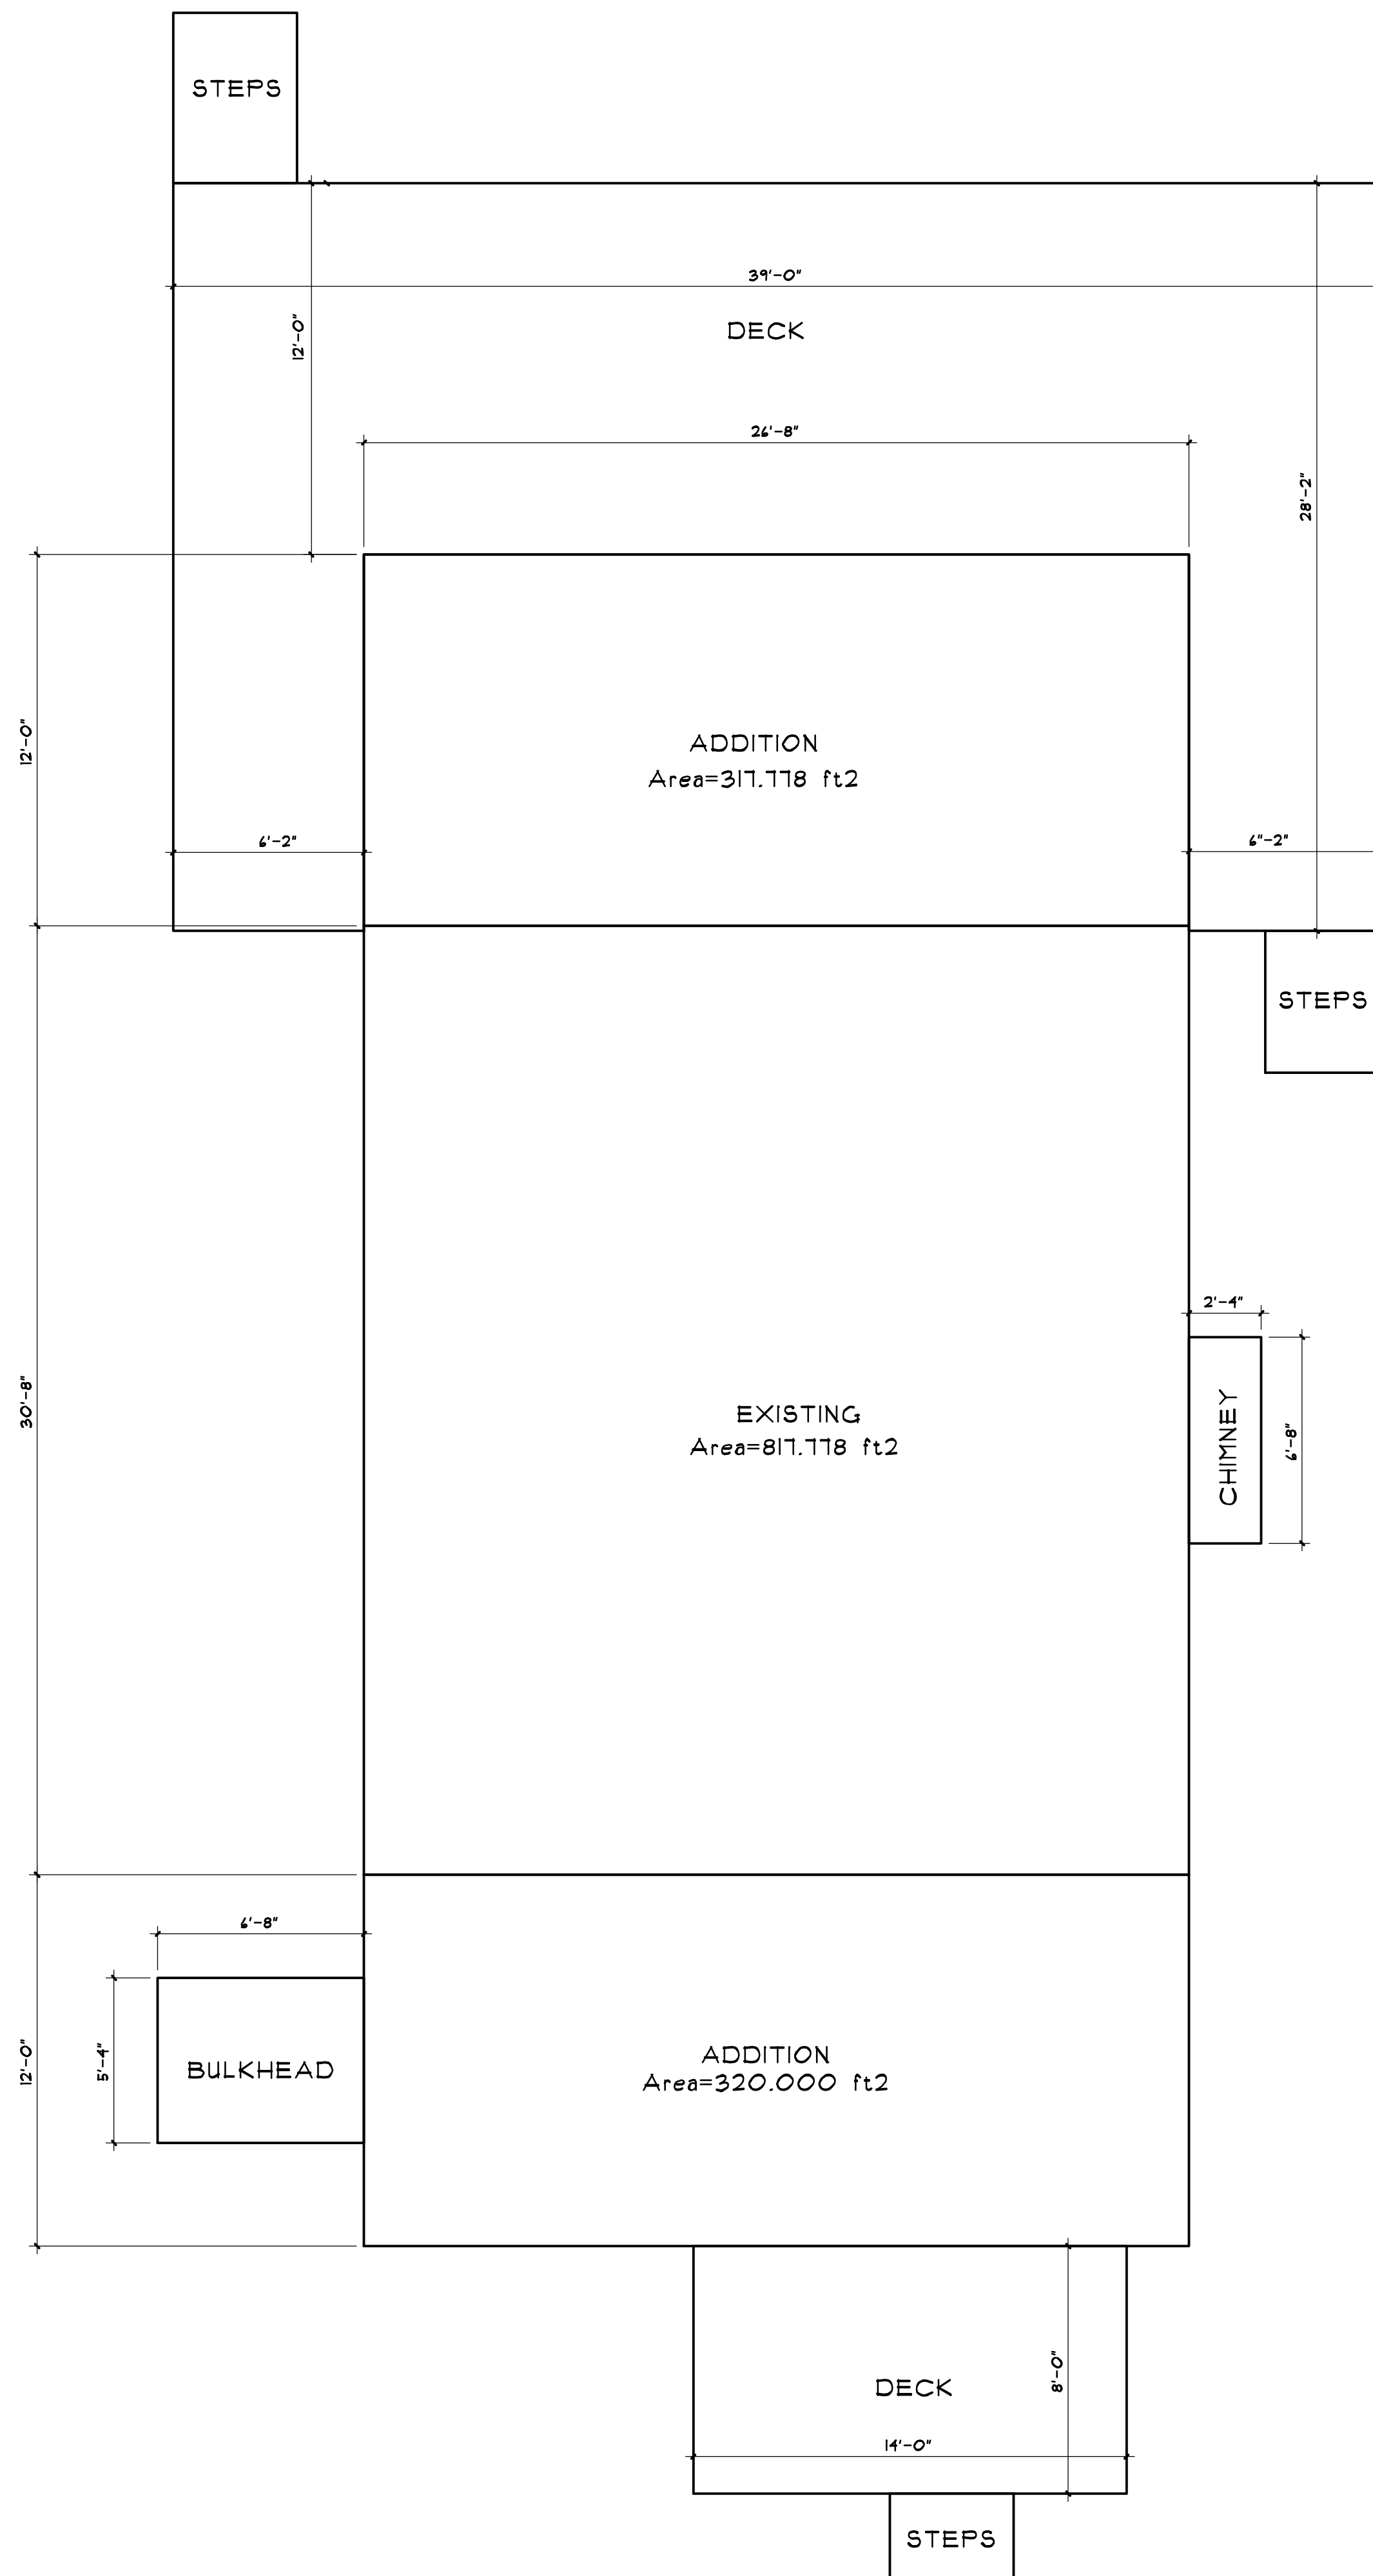 STEPS
39'-0"
12'-0"
DECK
26'-8"
28'-2"
12'-0"
ADDITION
Area=317.778 ft2
6'-2"
6"-2"
STEPS
2'-4"
30'-8"
EXISTING
Area=817.778 ft2
CHIMNEY
6'-8"
6'-8"
12'-0"
5'-4"
BULKHEAD
ADDITION
Area=320.000 ft2
8'-0"
DECK
14'-0"
STEPS